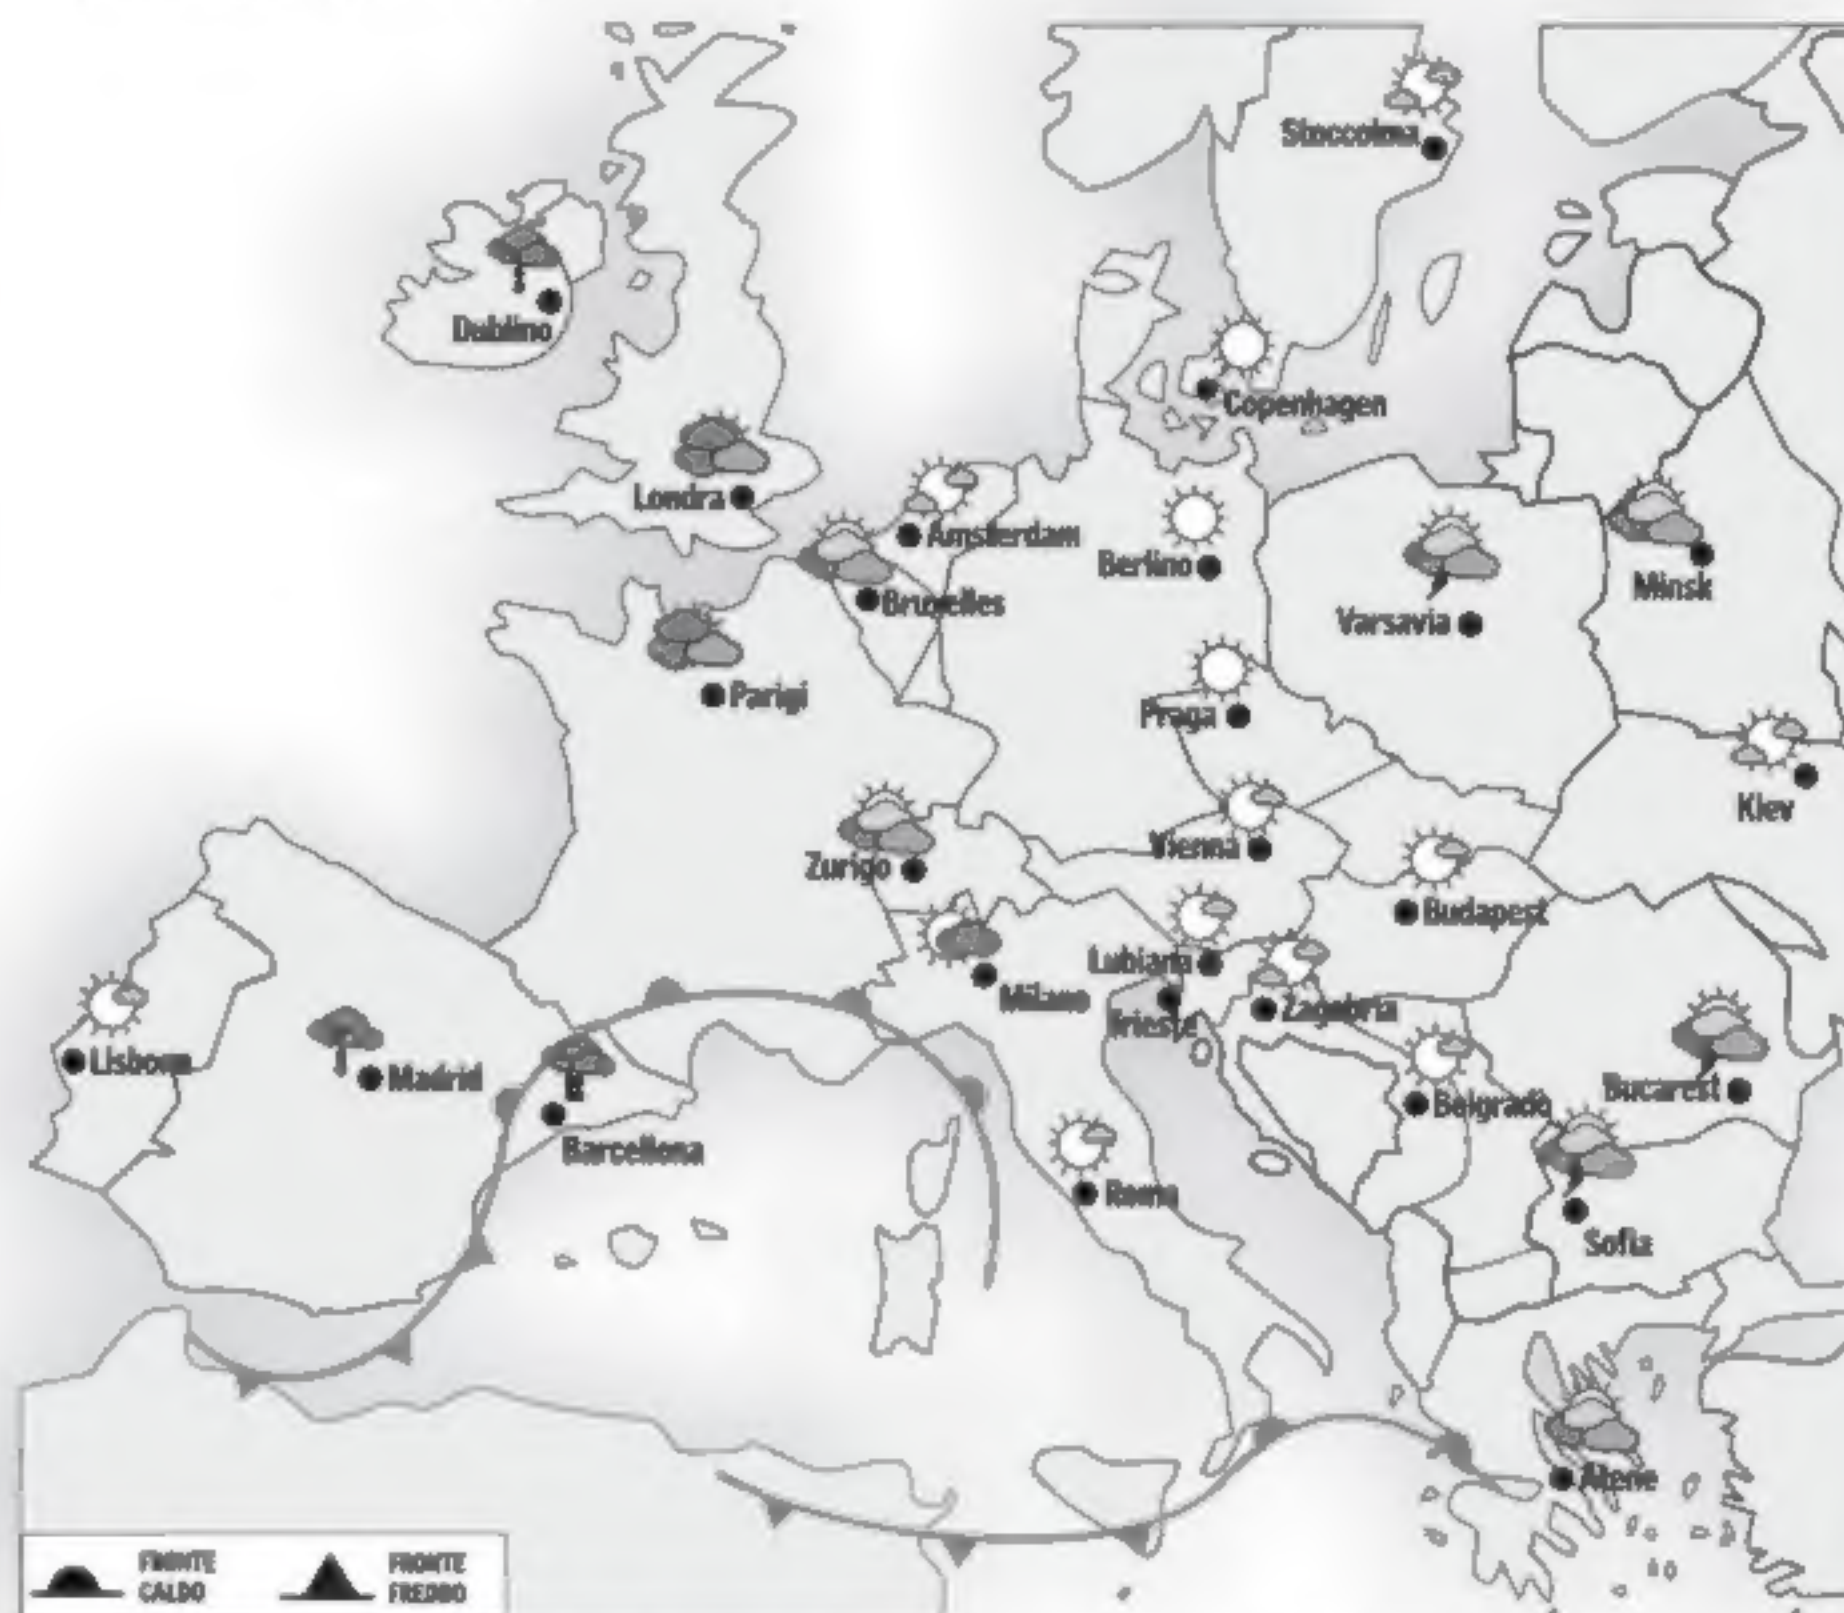 Stoccolma
Dublino
Copenhagen
Londra
Amsterdam
Berlino
Bruxelles
Minsk
Varsavia
Parigi
Praga
Kiev
Vienna
Zurigo
Budapest
Lubiana
Milano
Zagabria
Trieste
Lisbona
Madrid
Bucarest
Belgrado
Barcellona
Roma
Sofia
Atene
FRONTE
CALDO
FRONTE
FREDDO